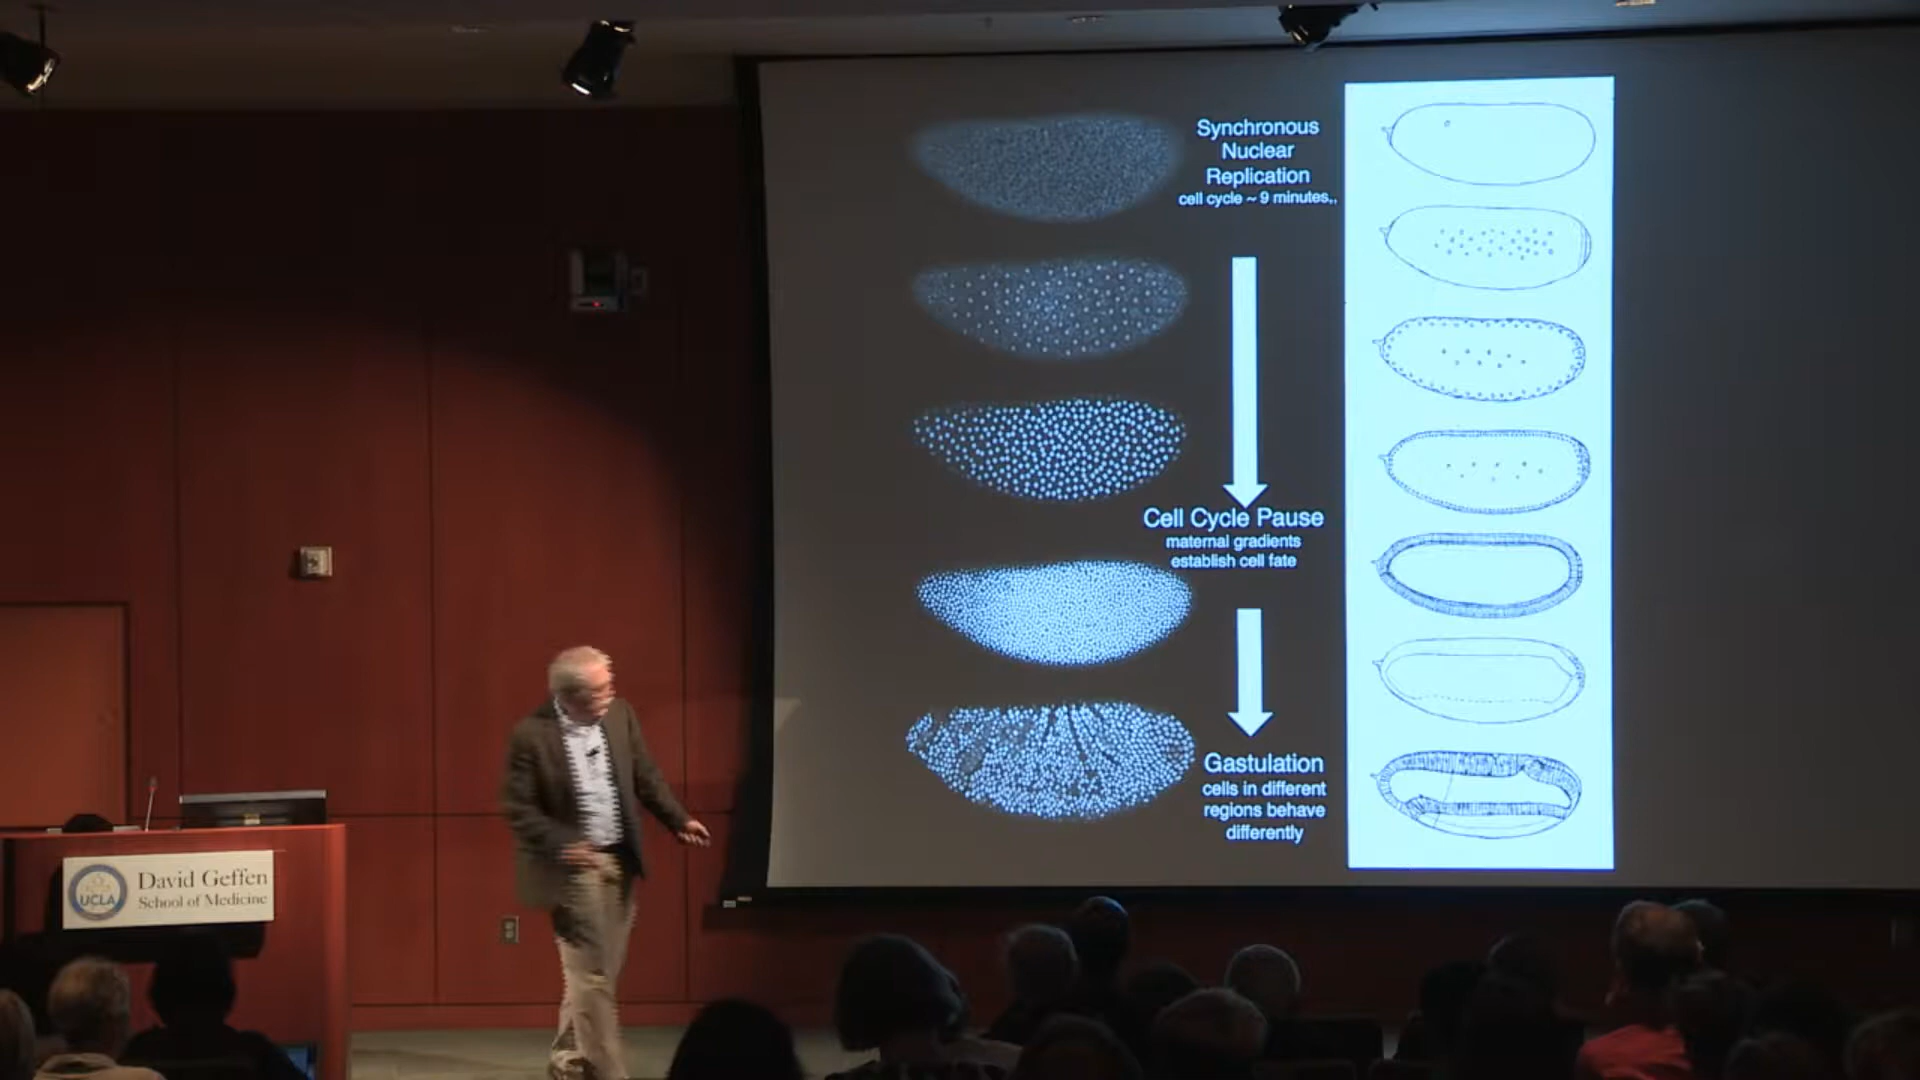 Synchronous
Nuclear
Replication
cell cycle ~ 9 minutes,,
Cell Cycle Pause
maternal gradients
establish cell fate
Gastulation
cells in different
regions behave
differently
UCLA
David Geffen
School of Medicine